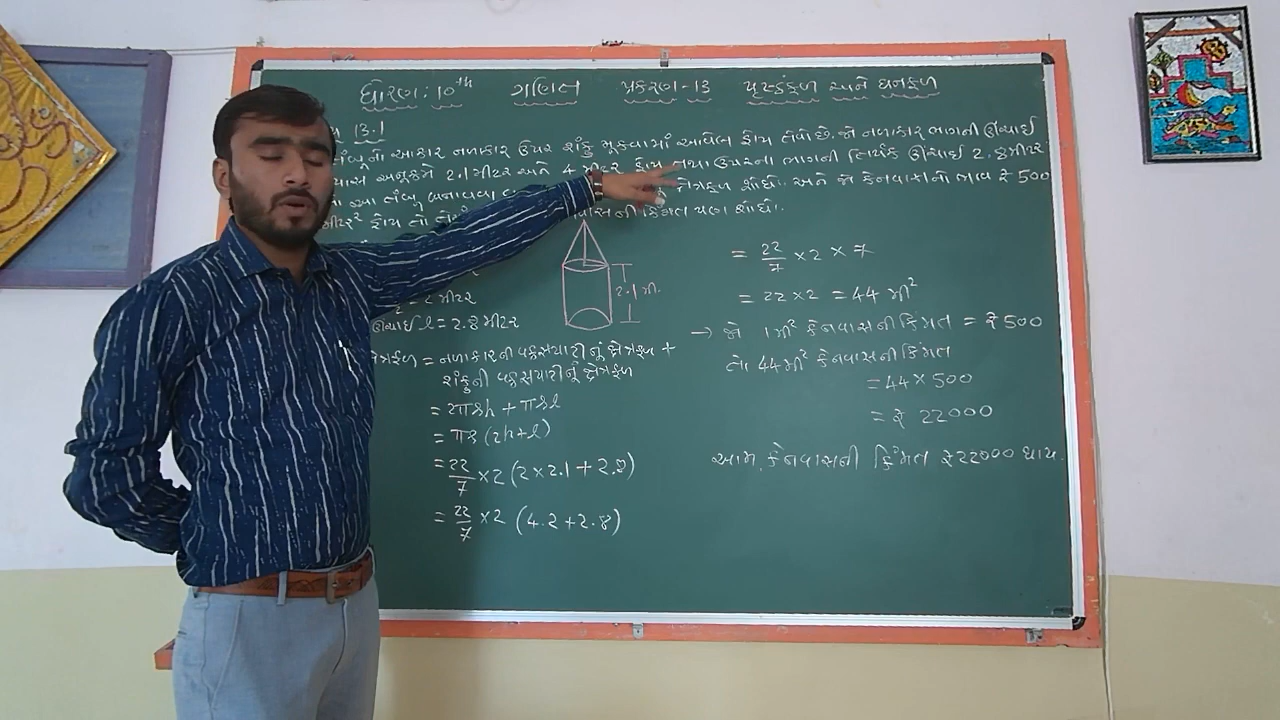 ધોરણ : 10th ગણિત પ્રકરણ-13 પૃષ્ઠફળ અને ઘનફળ
13.1
તંબુનો આકાર નળાકાર ઉપર શંકુ મૂકવામાં આવેલ હોય તેવો છે. જો નળાકાર ભાગની ઊંચાઈ
વ્યાસ અનુક્રમે 2.1 મીટર અને 4 મીટર હોય તથા ઉપરના ભાગની તિર્યક ઊંચાઈ 2.8 મીટર
આ તંબુ બનાવવા ક્ષેત્રફળ શોધો. અને જો કેનવાસનો ભાવ ₹ 500
મીટર² હોય તો કિંમત પણ શોધો.
2 મીટર
ઊંચાઈ l = 2.8 મીટર
2.1 મી.
ક્ષેત્રફળ = નળાકારની વક્રસપાટીનું ક્ષેત્રફળ +
શંકુની વક્રસપાટીનું ક્ષેત્રફળ
= 2πrh + πrl
= πr (2h+l)
= 22/7 × 2 (2×2.1 + 2.8)
= 22/7 × 2 (4.2+2.8)
= 22/7 × 2 × 7
= 22 × 2 = 44 મી²
→ જો 1મી² કેનવાસની કિંમત = ₹ 500
તો 44મી² કેનવાસની કિંમત
= 44 × 500
= ₹ 22000
આમ, કેનવાસની કિંમત ₹ 22000 થાય.